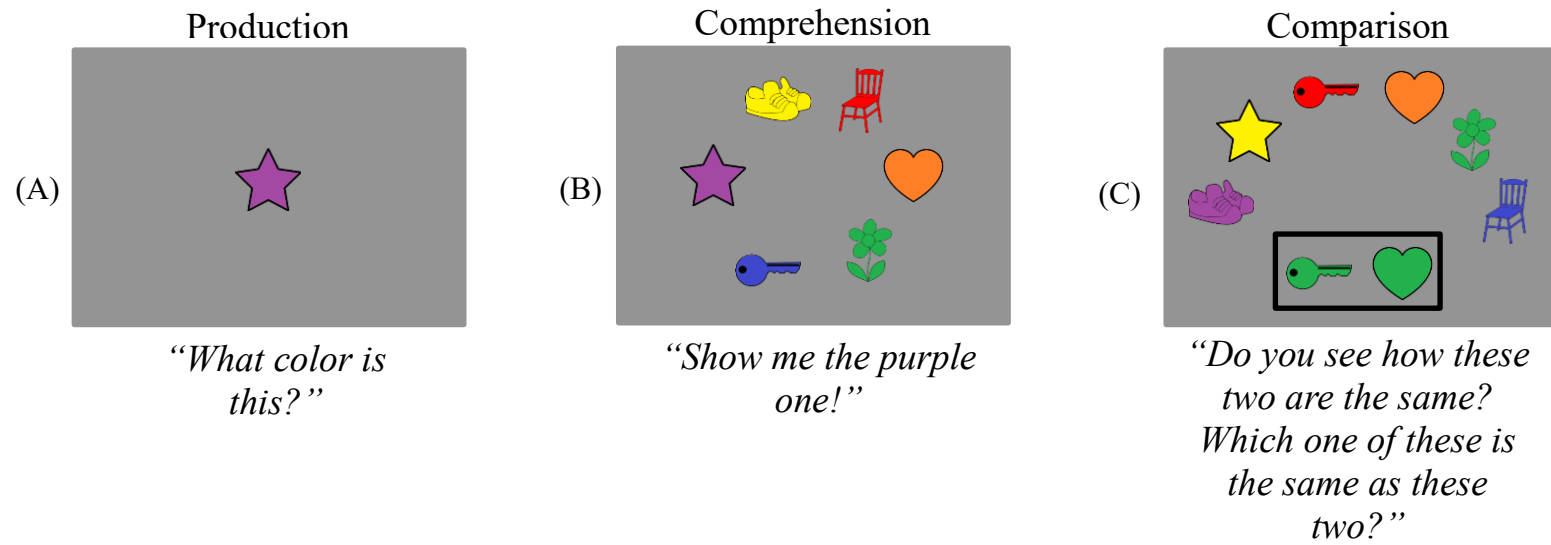 Production
(A)
“What color is
this?”
Comprehension
(B)
“Show me the purple
one!”
Comparison
(C)
“Do you see how these
two are the same?
Which one of these is
the same as these
two?”